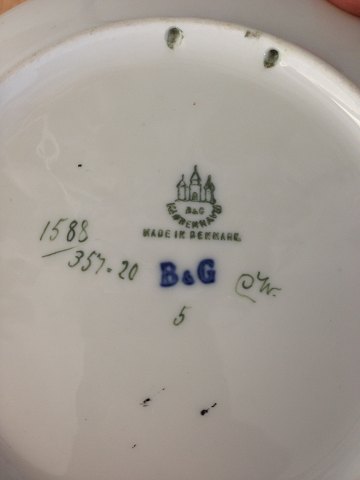 B&G
KJØBENHAVN
MADE IN DENMARK.
1588
/357-20
B&G
5